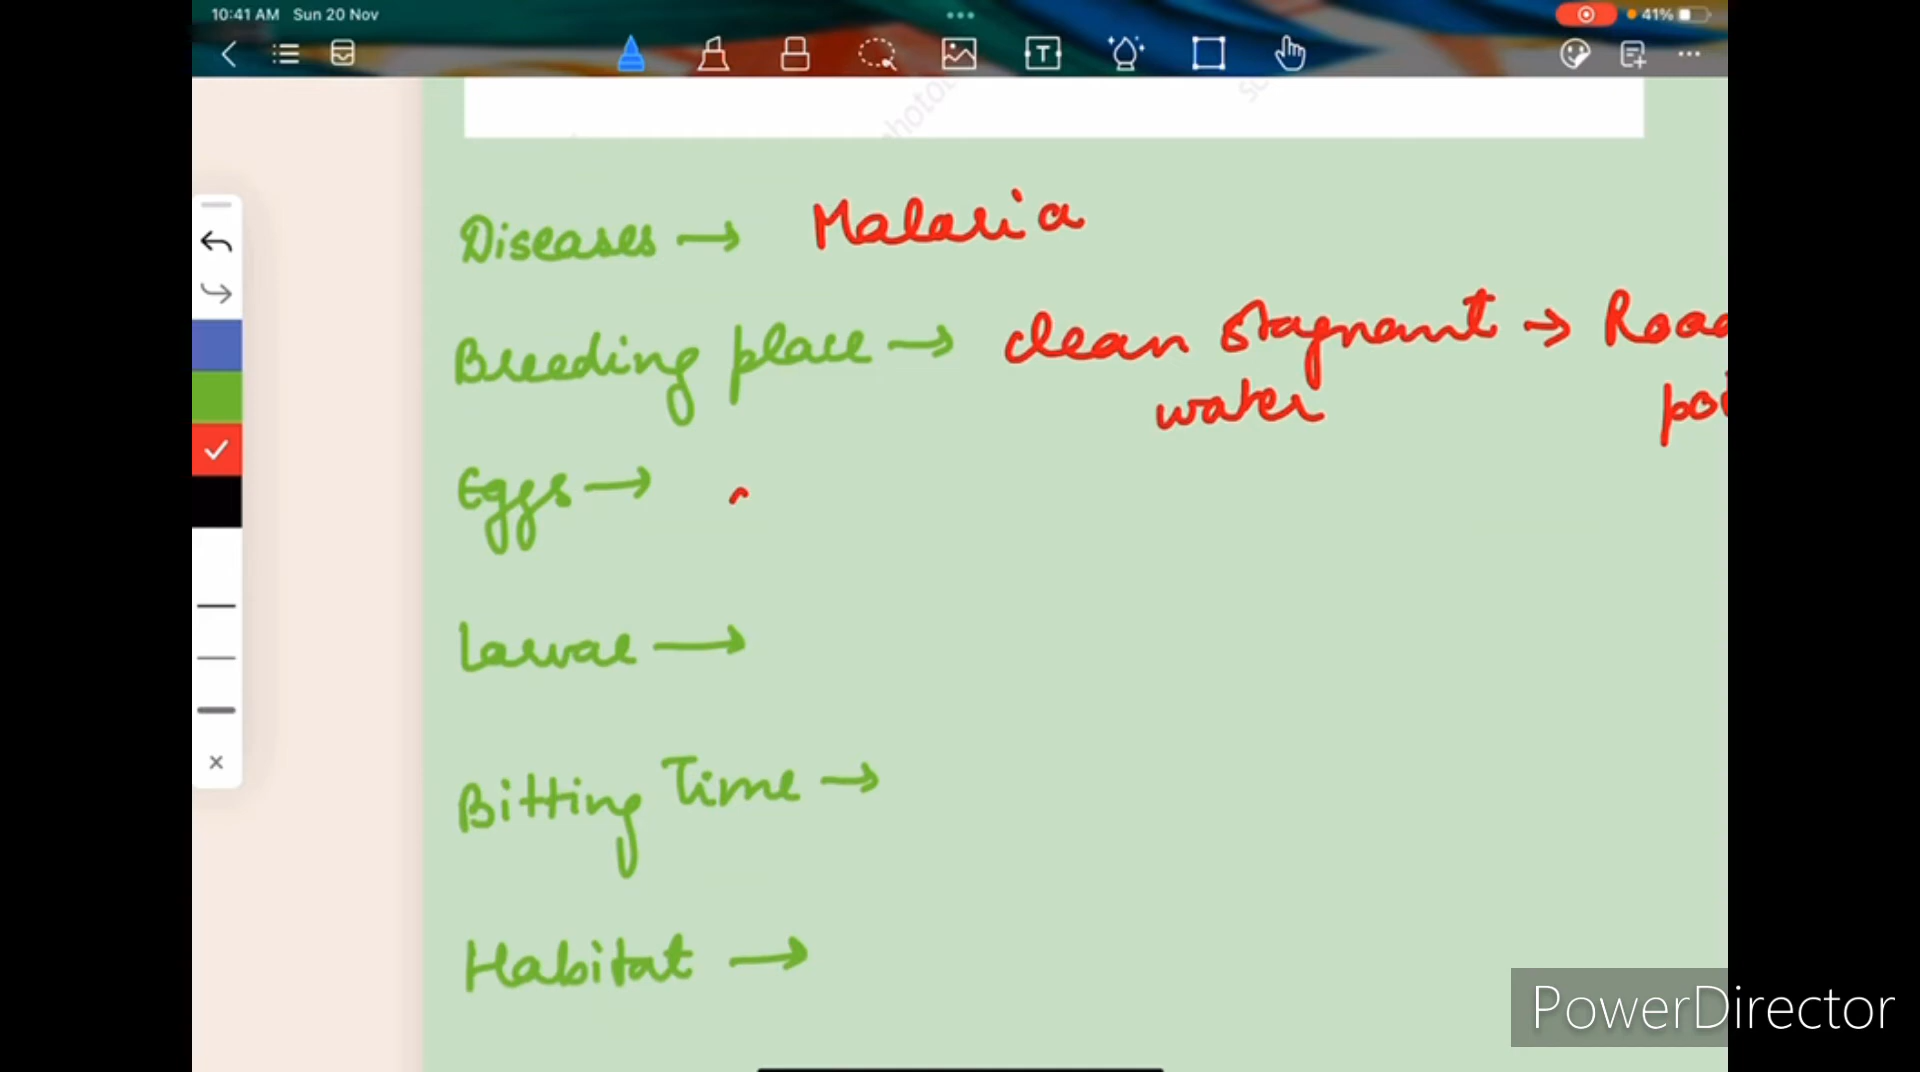 10:41 AM Sun 20 Nov
41%
Diseases → Malaria
Breeding place → clean stagnant →
water
Eggs →
Larvae →
Bitting Time →
Habitat →
PowerDirector